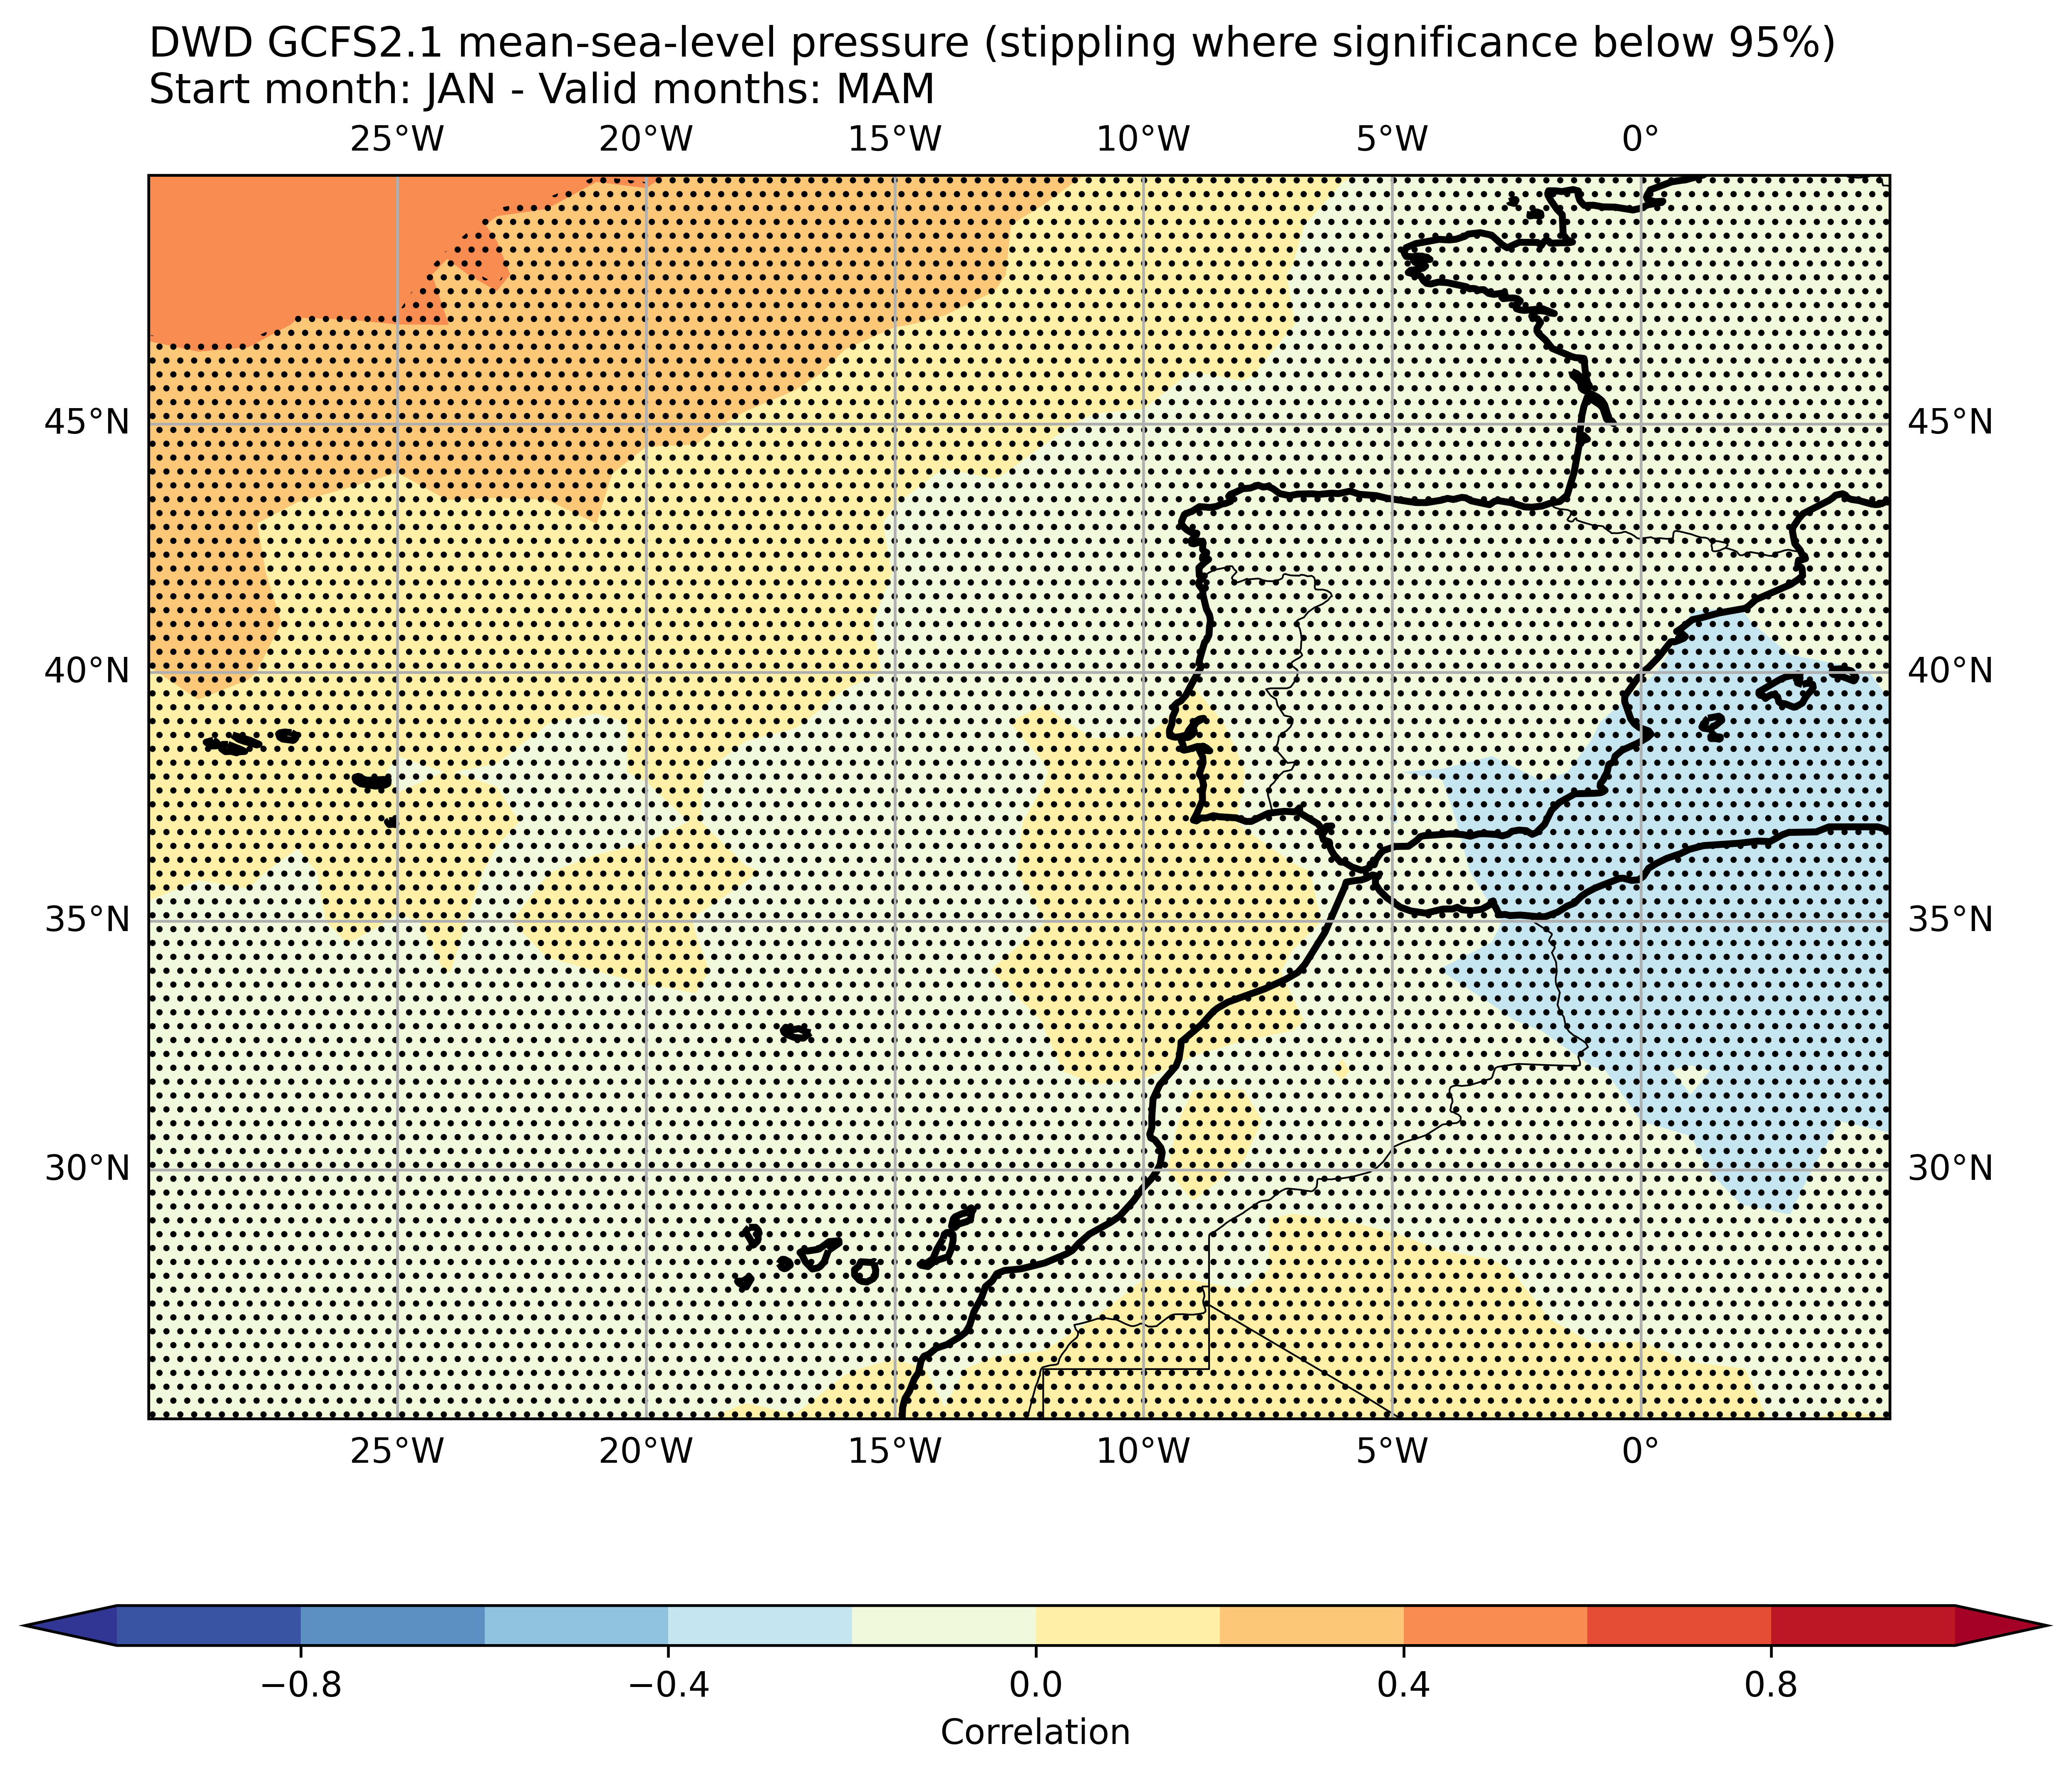 DWD GCFS2.1 mean-sea-level pressure (stippling where significance below 95%)
Start month: JAN - Valid months: MAM
25°W 20°W 15°W 10°W 5°W 0°
45°N 45°N
40°N 40°N
35°N 35°N
30°N 30°N
25°W 20°W 15°W 10°W 5°W 0°
−0.8 −0.4 0.0 0.4 0.8
Correlation